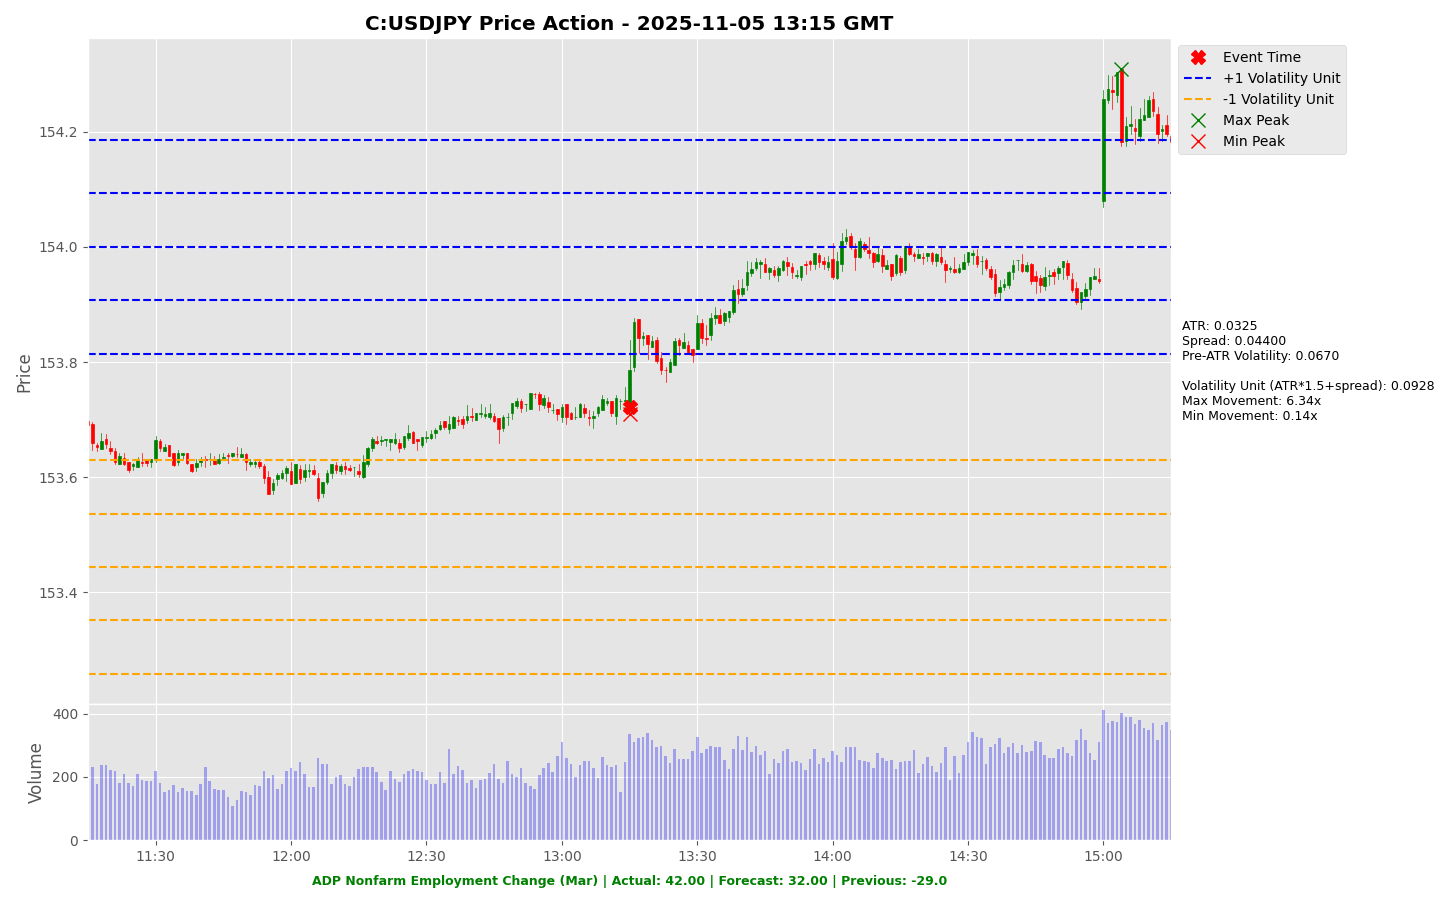 C:USDJPY Price Action - 2025-11-05 13:15 GMT
Event Time
+1 Volatility Unit
-1 Volatility Unit
Max Peak
Min Peak
Price
154.2
154.0
153.8
153.6
153.4
ATR: 0.0325
Spread: 0.04400
Pre-ATR Volatility: 0.0670
Volatility Unit (ATR*1.5+spread): 0.0928
Max Movement: 6.34x
Min Movement: 0.14x
Volume
400
200
0
11:30 12:00 12:30 13:00 13:30 14:00 14:30 15:00
ADP Nonfarm Employment Change (Mar) | Actual: 42.00 | Forecast: 32.00 | Previous: -29.0